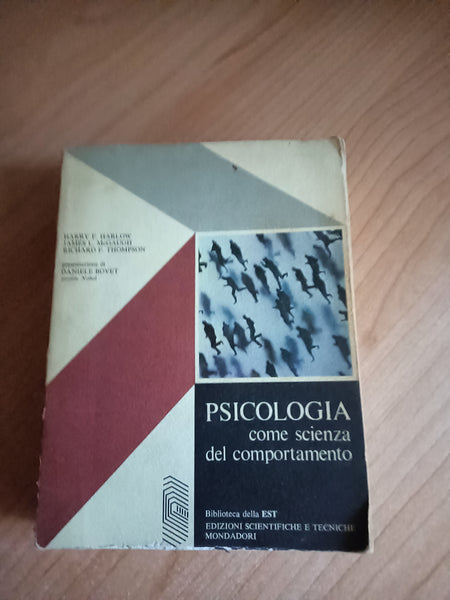 HARRY F. HARLOW
JAMES L. McGAUGH
RICHARD F. THOMPSON
presentazione di
DANIELE BOVET
premio Nobel
PSICOLOGIA
come scienza
del comportamento
Biblioteca della EST
EDIZIONI SCIENTIFICHE E TECNICHE
MONDADORI